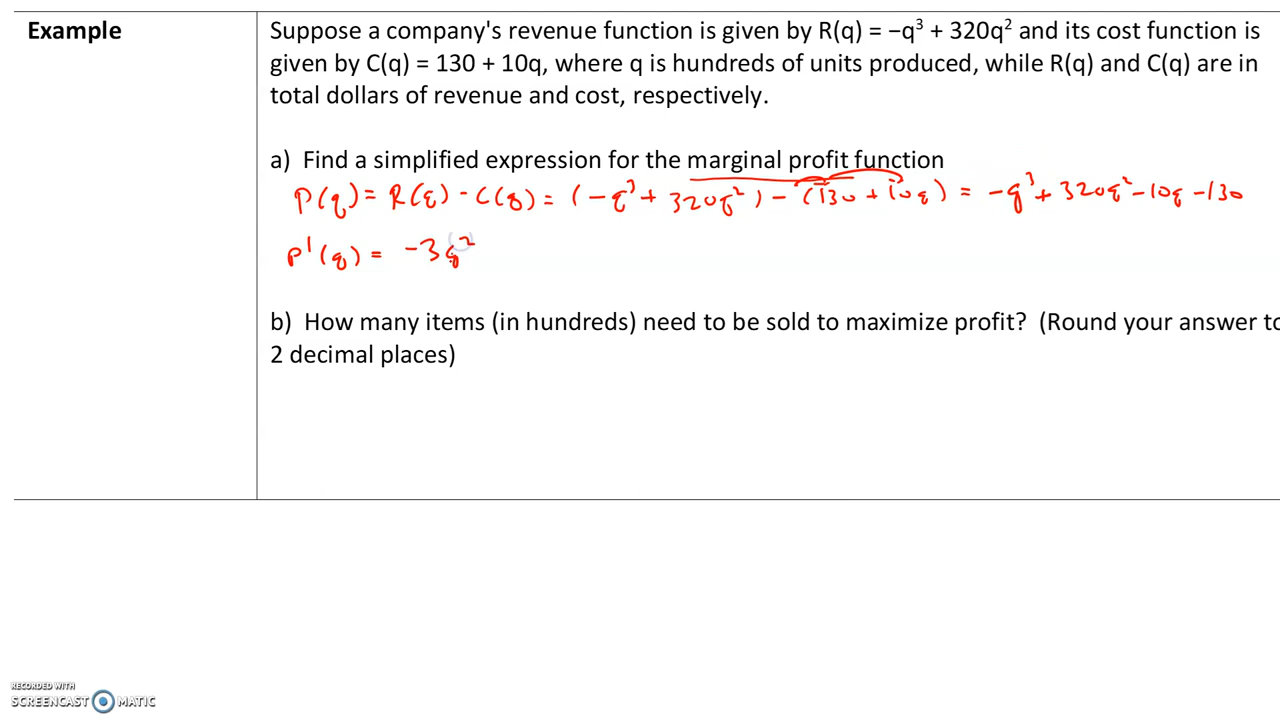 Example
Suppose a company's revenue function is given by R(q) = −q³ + 320q² and its cost function is
given by C(q) = 130 + 10q, where q is hundreds of units produced, while R(q) and C(q) are in
total dollars of revenue and cost, respectively.
a) Find a simplified expression for the marginal profit function
P(q) = R(q) - C(q) = (-q³ + 320q²) - (130 + 10q) = -q³ + 320q² - 10q - 130
P'(q) = -3q²
b) How many items (in hundreds) need to be sold to maximize profit? (Round your answer to
2 decimal places)
RECORDED WITH
SCREENCAST MATIC